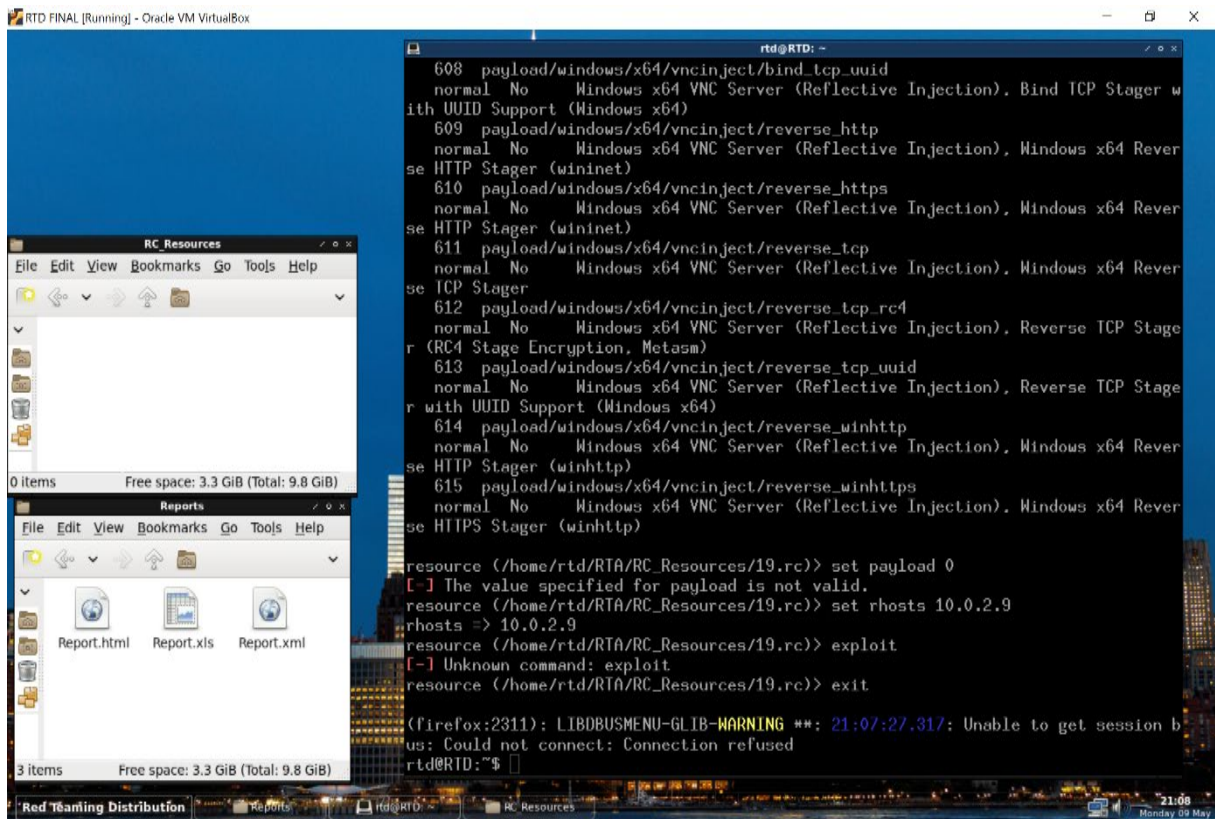 RTD FINAL [Running] - Oracle VM VirtualBox
rtd@RTD: ~
608 payload/windows/x64/vncinject/bind_tcp_uuid
normal No Windows x64 VNC Server (Reflective Injection), Bind TCP Stager w
ith UUID Support (Windows x64)
609 payload/windows/x64/vncinject/reverse_http
normal No Windows x64 VNC Server (Reflective Injection), Windows x64 Rever
se HTTP Stager (wininet)
610 payload/windows/x64/vncinject/reverse_https
normal No Windows x64 VNC Server (Reflective Injection), Windows x64 Rever
se HTTP Stager (wininet)
611 payload/windows/x64/vncinject/reverse_tcp
normal No Windows x64 VNC Server (Reflective Injection), Windows x64 Rever
se TCP Stager
612 payload/windows/x64/vncinject/reverse_tcp_rc4
normal No Windows x64 VNC Server (Reflective Injection), Reverse TCP Stage
r (RC4 Stage Encryption, Metasm)
613 payload/windows/x64/vncinject/reverse_tcp_uuid
normal No Windows x64 VNC Server (Reflective Injection), Reverse TCP Stage
r with UUID Support (Windows x64)
614 payload/windows/x64/vncinject/reverse_winhttp
normal No Windows x64 VNC Server (Reflective Injection), Windows x64 Rever
se HTTP Stager (winhttp)
615 payload/windows/x64/vncinject/reverse_winhttps
normal No Windows x64 VNC Server (Reflective Injection), Windows x64 Rever
se HTTPS Stager (winhttp)
resource (/home/rtd/RTA/RC_Resources/19.rc)> set payload 0
[-] The value specified for payload is not valid.
resource (/home/rtd/RTA/RC_Resources/19.rc)> set rhosts 10.0.2.9
rhosts => 10.0.2.9
resource (/home/rtd/RTA/RC_Resources/19.rc)> exploit
[-] Unknown command: exploit
resource (/home/rtd/RTA/RC_Resources/19.rc)> exit
(firefox:2311): LIBDBUSMENU-GLIB-WARNING **: 21:07:27.317: Unable to get session b
us: Could not connect: Connection refused
rtd@RTD:~$
RC_Resources
File Edit View Bookmarks Go Tools Help
0 items Free space: 3.3 GiB (Total: 9.8 GiB)
Reports
File Edit View Bookmarks Go Tools Help
Report.html Report.xls Report.xml
3 items Free space: 3.3 GiB (Total: 9.8 GiB)
Red Teaming Distribution Reports rtd@RTD: ~ RC_Resources 21:08
Monday 09 May